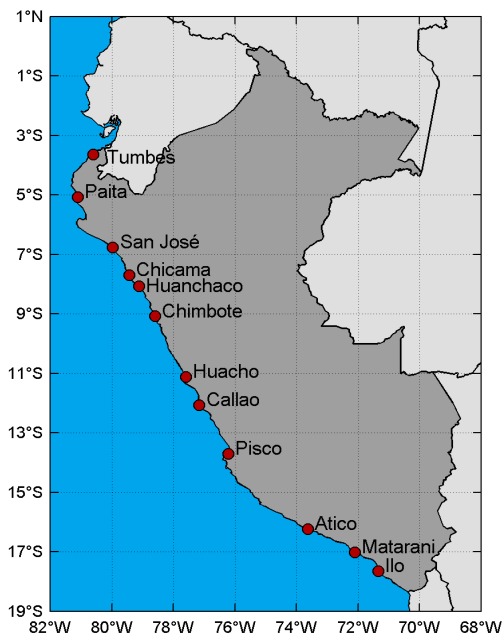 1°N
1°S
3°S
Tumbes
5°S
Paita
San José
7°S
Chicama
Huanchaco
9°S
Chimbote
11°S
Huacho
Callao
13°S
Pisco
15°S
Atico
17°S
Matarani
Ilo
19°S
82°W 80°W 78°W 76°W 74°W 72°W 70°W 68°W